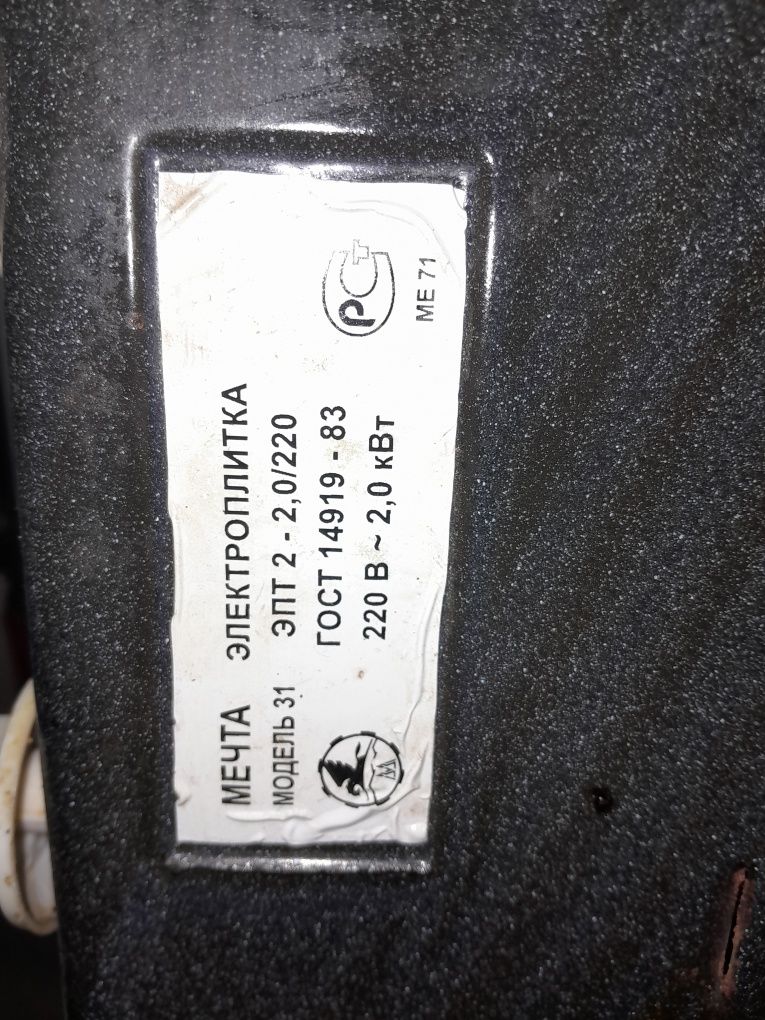 МЕЧТА ЭЛЕКТРОПЛИТКА
МОДЕЛЬ 31 ЭПТ 2 - 2,0/220
ГОСТ 14919 - 83
220 В ~ 2,0 кВт
РСТ
МЕ 71